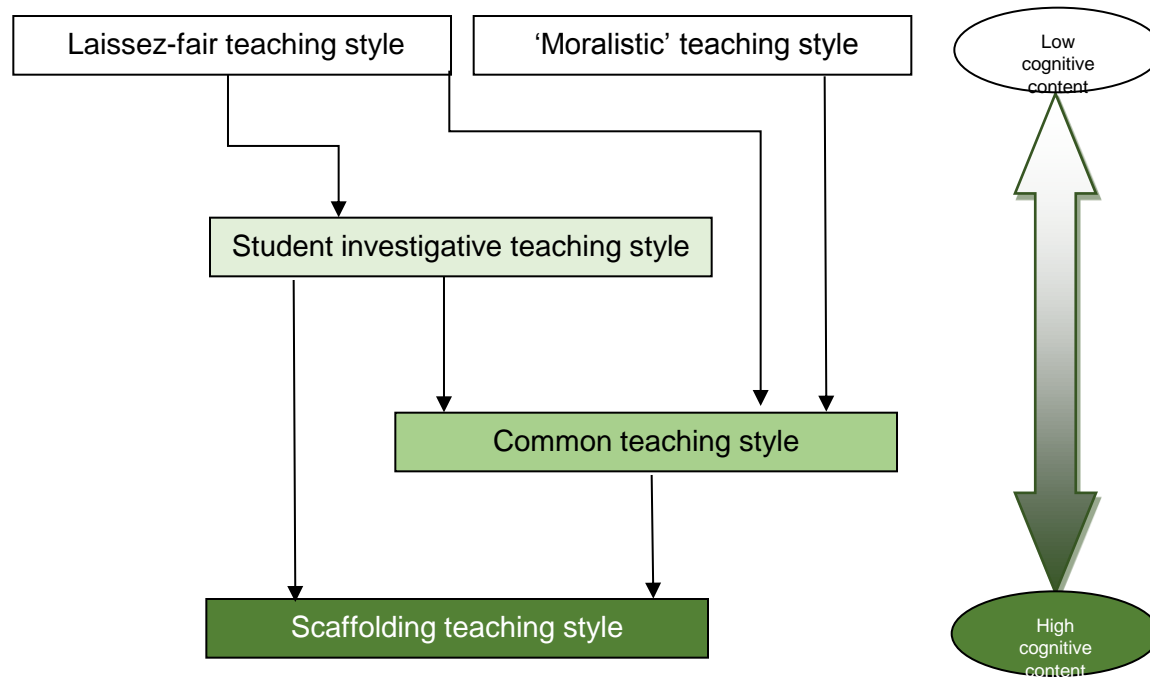 Laissez-fair teaching style
‘Moralistic’ teaching style
Low
cognitive
content
Student investigative teaching style
Common teaching style
Scaffolding teaching style
High
cognitive
content